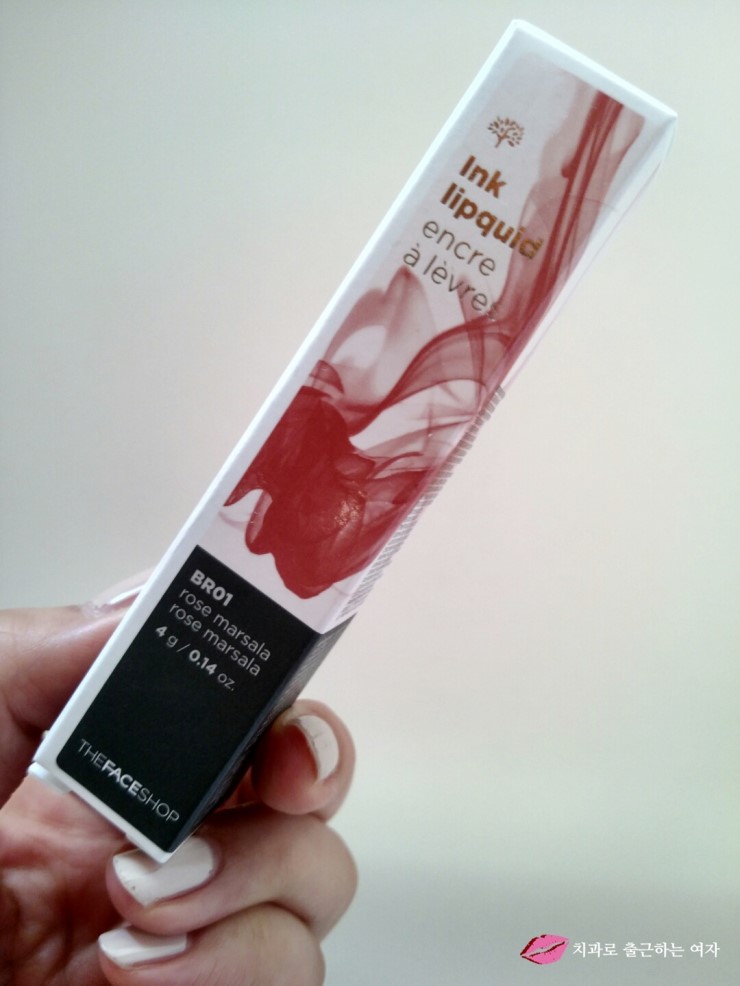 Ink
lipquid
encre
à lèvres
BR01
rose marsala
rose marsala
4 g / 0.14 oz.
THEFACESHOP
치과로 출근하는 여자